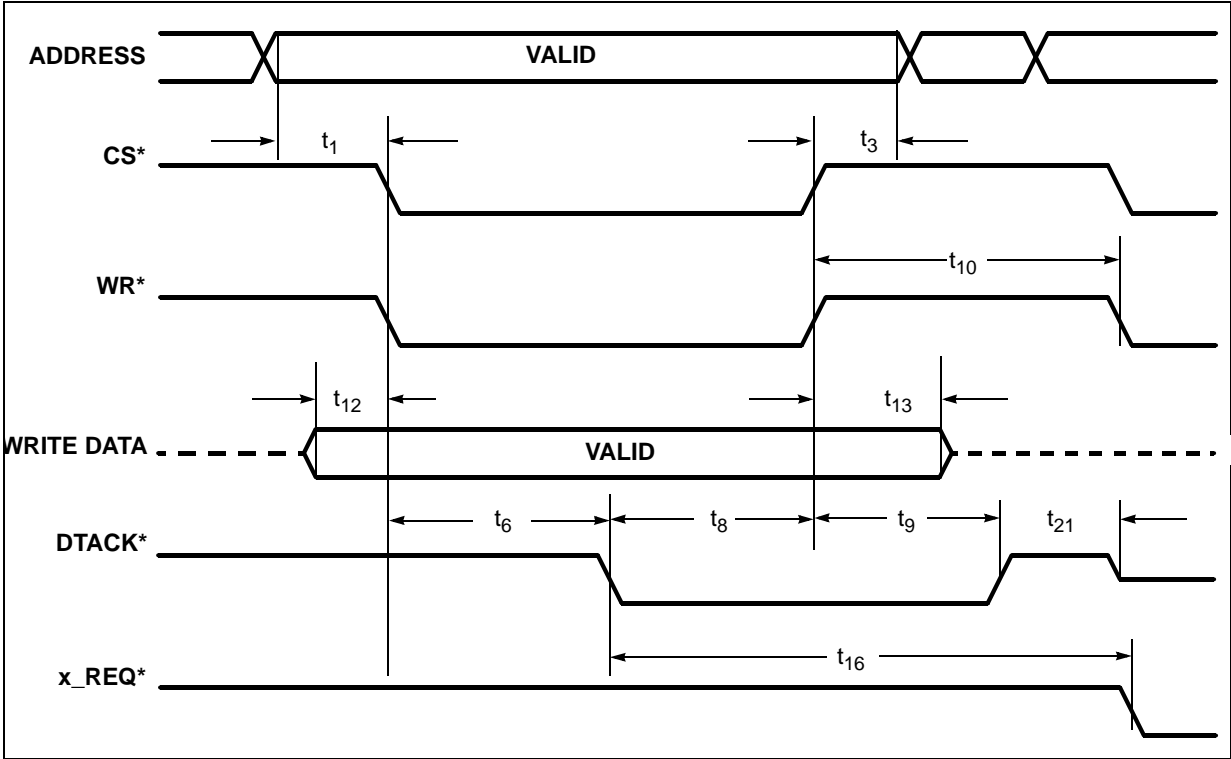 ADDRESS
VALID
t1
t3
CS*
t10
WR*
t12
t13
WRITE DATA
VALID
t6
t8
t9
t21
DTACK*
t16
x_REQ*